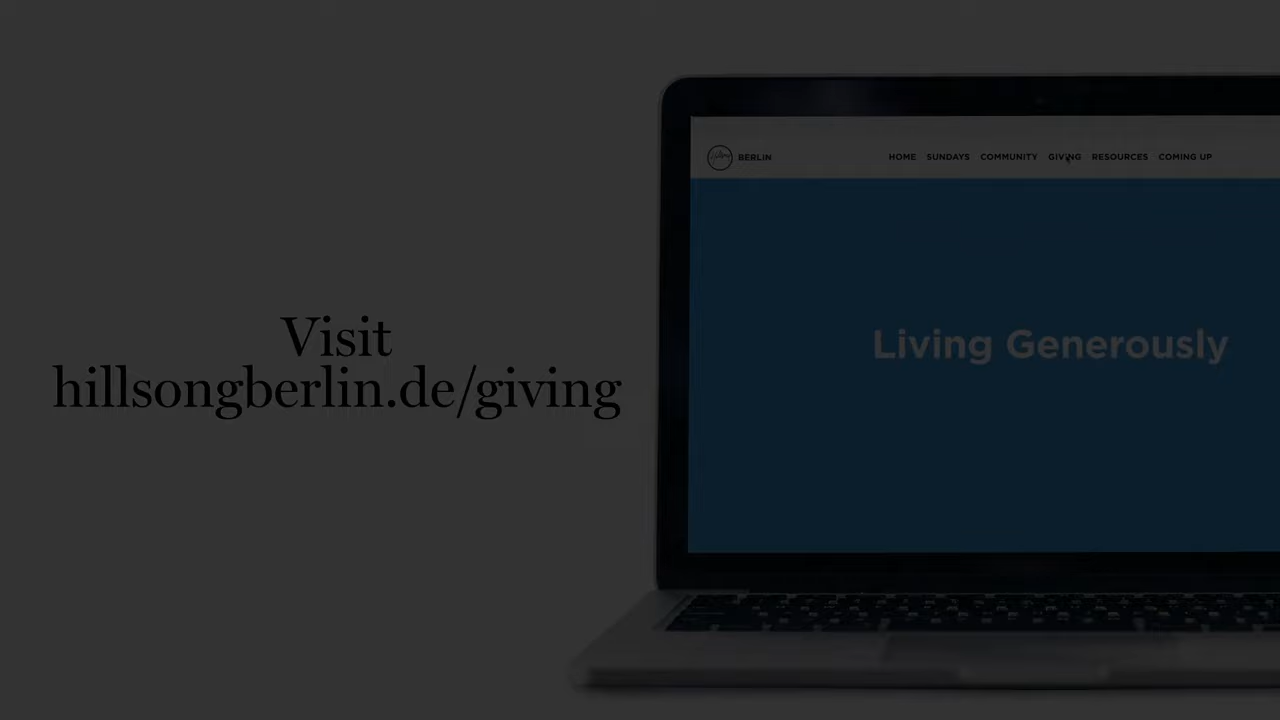 Visit
hillsongberlin.de/giving
BERLIN
HOME SUNDAYS COMMUNITY GIVING RESOURCES COMING UP
Living Generously